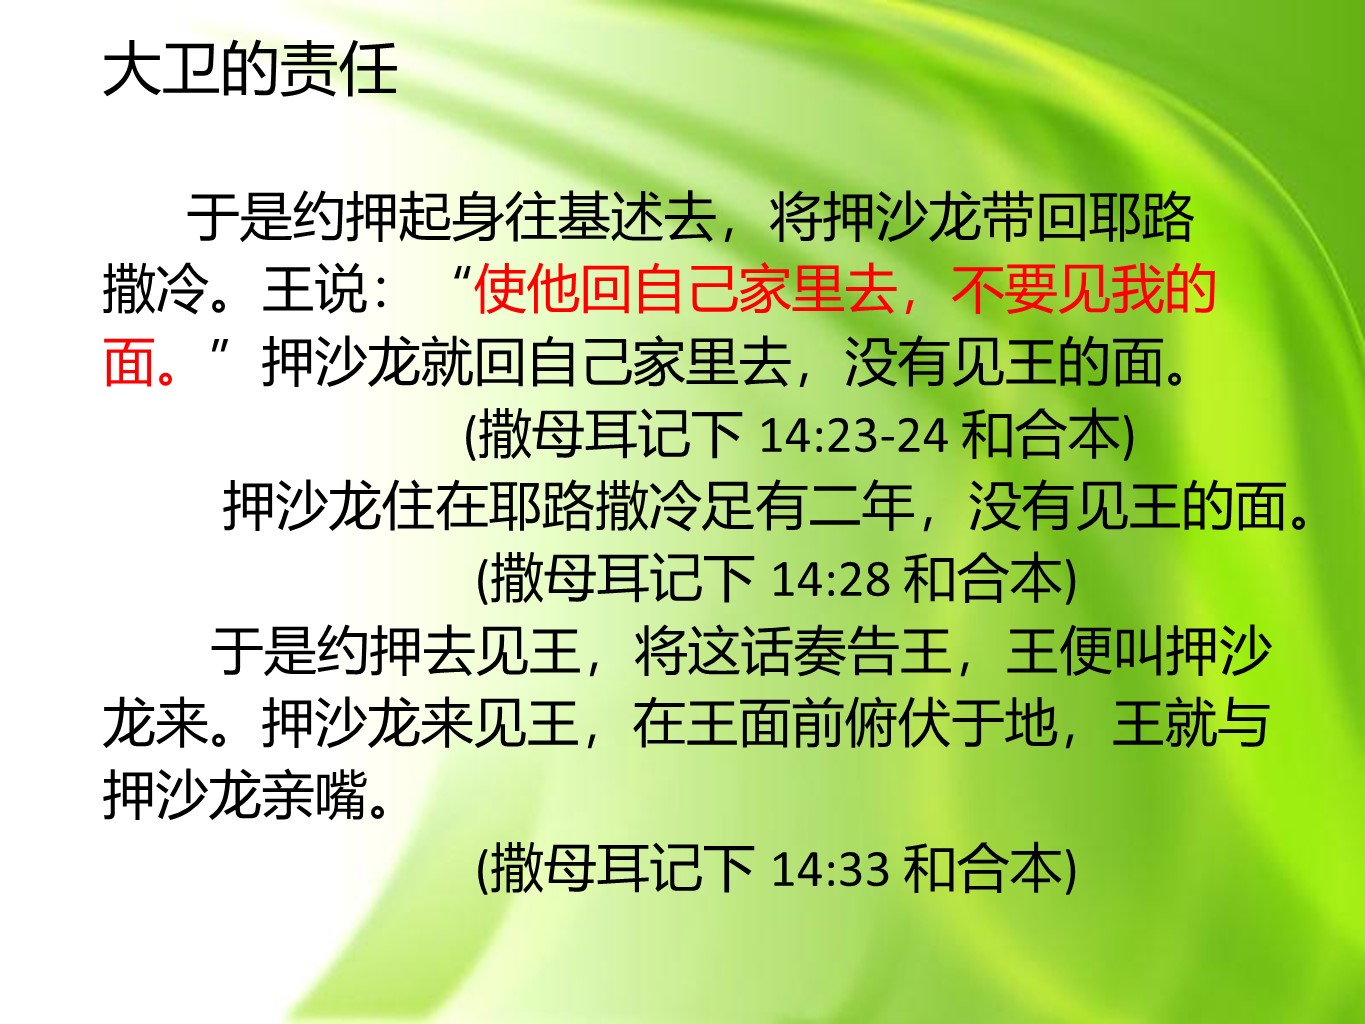 大卫的责任
于是约押起身往基述去，将押沙龙带回耶路
撒冷。王说：“使他回自己家里去，不要见我的
面。”押沙龙就回自己家里去，没有见王的面。
(撒母耳记下 14:23-24 和合本)
押沙龙住在耶路撒冷足有二年，没有见王的面。
(撒母耳记下 14:28 和合本)
于是约押去见王，将这话奏告王，王便叫押沙
龙来。押沙龙来见王，在王面前俯伏于地，王就与
押沙龙亲嘴。
(撒母耳记下 14:33 和合本)